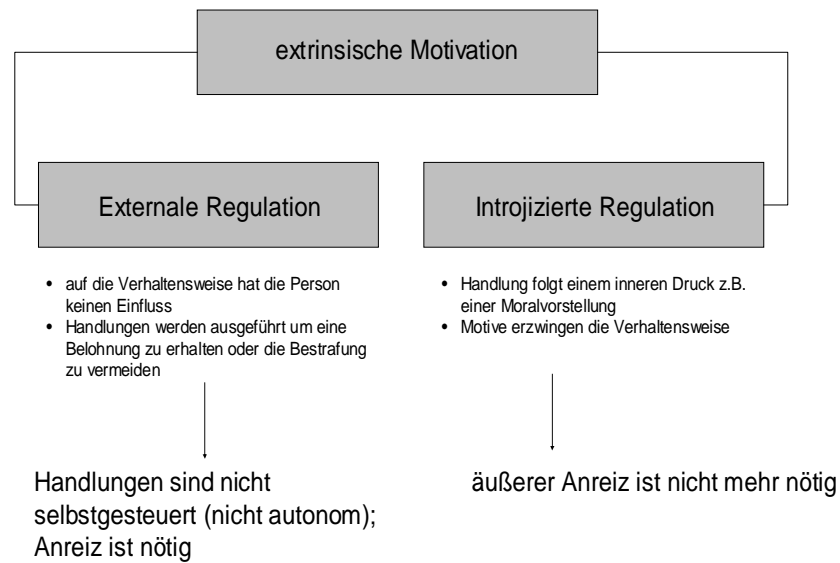 extrinsische Motivation
Externale Regulation
• auf die Verhaltensweise hat die Person
keinen Einfluss
• Handlungen werden ausgeführt um eine
Belohnung zu erhalten oder die Bestrafung
zu vermeiden
Handlungen sind nicht
selbstgesteuert (nicht autonom);
Anreiz ist nötig
Introjizierte Regulation
• Handlung folgt einem inneren Druck z.B.
einer Moralvorstellung
• Motive erzwingen die Verhaltensweise
äußerer Anreiz ist nicht mehr nötig